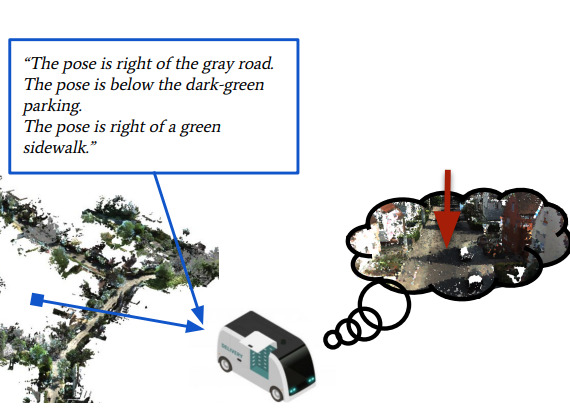 “The pose is right of the gray road.
The pose is below the dark-green
parking.
The pose is right of a green
sidewalk.”
DELIVERY